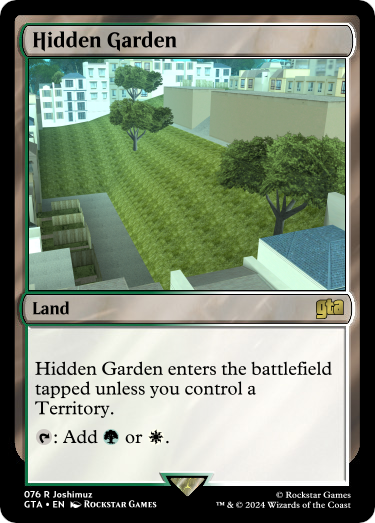 Hidden Garden
Land
gta
Hidden Garden enters the battlefield
tapped unless you control a
Territory.
: Add or .
076 R Joshimuz
GTA • EN Rockstar Games
© Rockstar Games
™ & © 2024 Wizards of the Coast